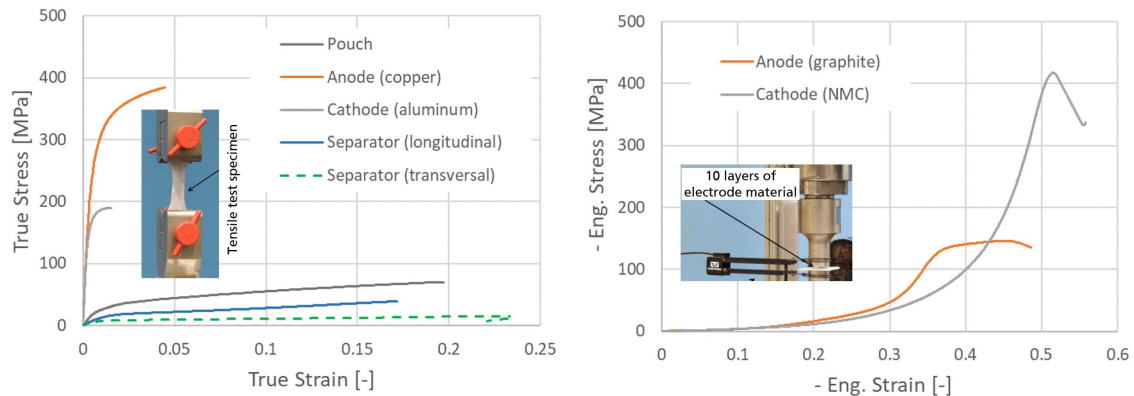 500
400
300
200
100
0
0
0.05
0.1
0.15
0.2
0.25
True Stress [MPa]
True Strain [-]
Pouch
Anode (copper)
Cathode (aluminum)
Separator (longitudinal)
Separator (transversal)
Tensile test specimen
500
400
300
200
100
0
0
0.1
0.2
0.3
0.4
0.5
0.6
- Eng. Stress [MPa]
- Eng. Strain [-]
Anode (graphite)
Cathode (NMC)
10 layers of
electrode material